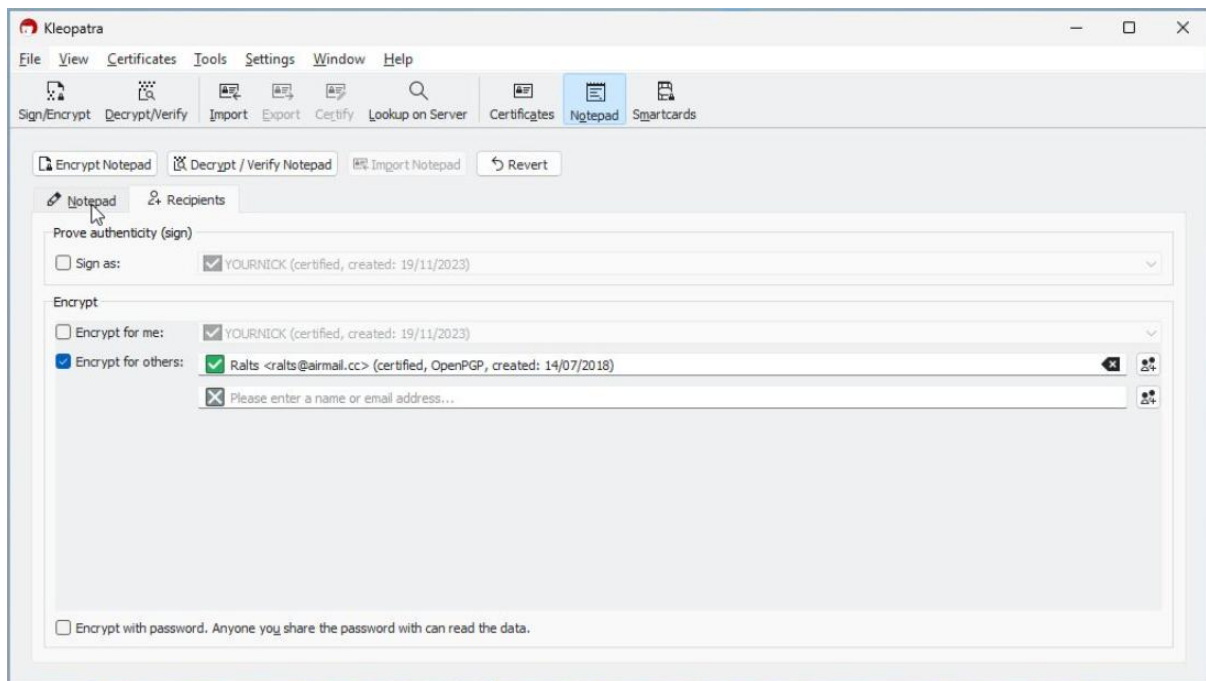 Kleopatra
File View Certificates Tools Settings Window Help
Sign/Encrypt Decrypt/Verify Import Export Certify Lookup on Server Certificates Notepad Smartcards
Encrypt Notepad Decrypt / Verify Notepad Import Notepad Revert
Notepad Recipients
Prove authenticity (sign)
Sign as: YOURNICK (certified, created: 19/11/2023)
Encrypt
Encrypt for me: YOURNICK (certified, created: 19/11/2023)
Encrypt for others: Ralts <ralts@airmail.cc> (certified, OpenPGP, created: 14/07/2018)
Please enter a name or email address...
Encrypt with password. Anyone you share the password with can read the data.